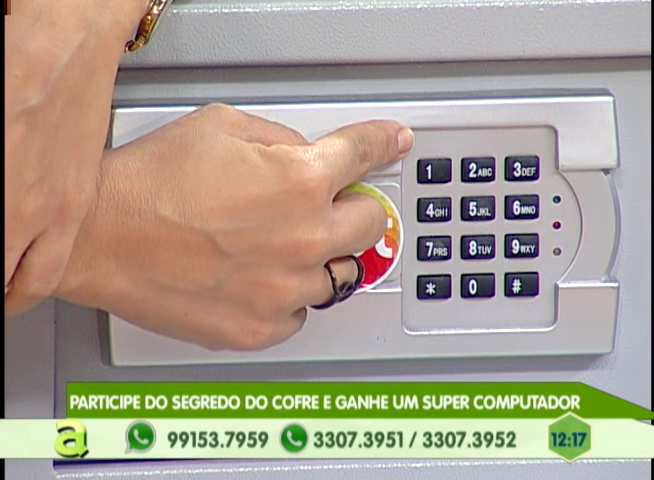 1 2ABC 3DEF
4GHI 5JKL 6MNO
7PRS 8TUV 9WXY
* 0 #
PARTICIPE DO SEGREDO DO COFRE E GANHE UM SUPER COMPUTADOR
a 99153.7959 3307.3951 / 3307.3952 12:17